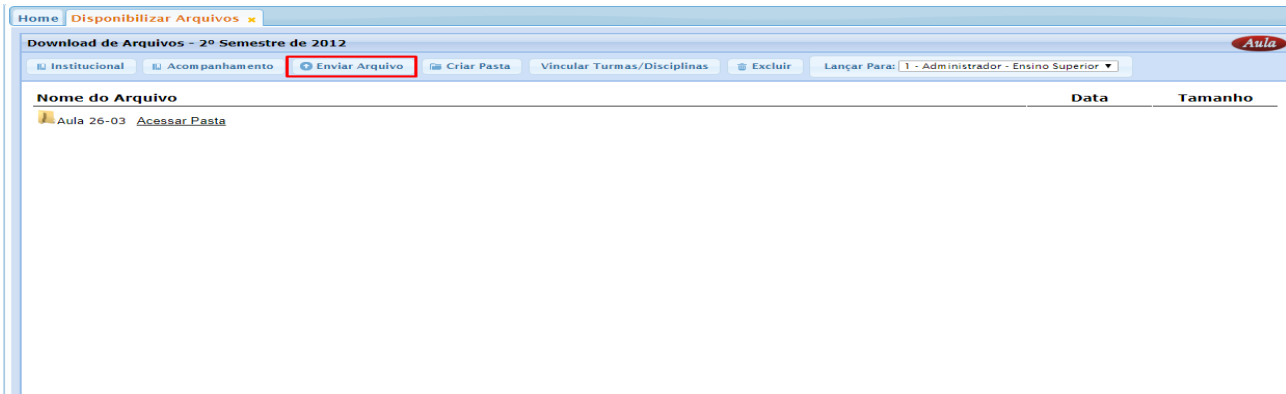 Home Disponibilizar Arquivos x
Download de Arquivos - 2º Semestre de 2012 Aula
Institucional Acompanhamento Enviar Arquivo Criar Pasta Vincular Turmas/Disciplinas Excluir Lançar Para: 1 - Administrador - Ensino Superior
Nome do Arquivo Data Tamanho
Aula 26-03 Acessar Pasta